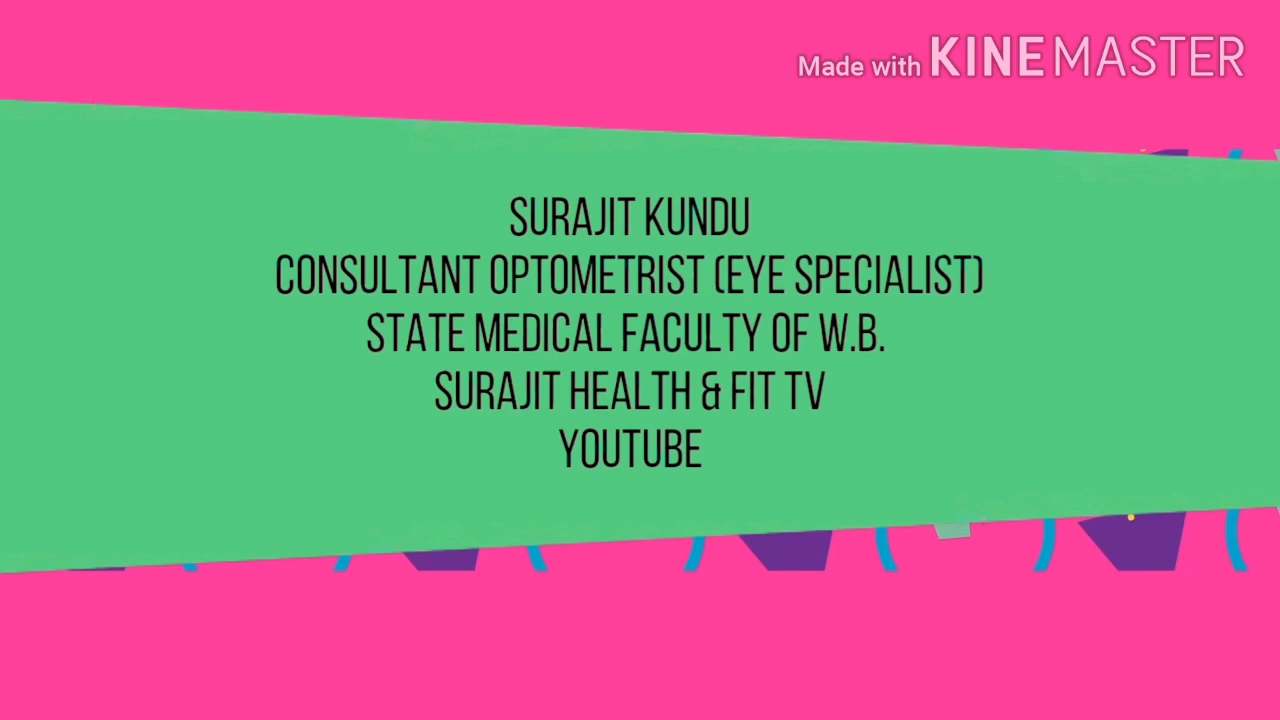 Made with KINEMASTER
SURAJIT KUNDU
CONSULTANT OPTOMETRIST (EYE SPECIALIST)
STATE MEDICAL FACULTY OF W.B.
SURAJIT HEALTH & FIT TV
YOUTUBE